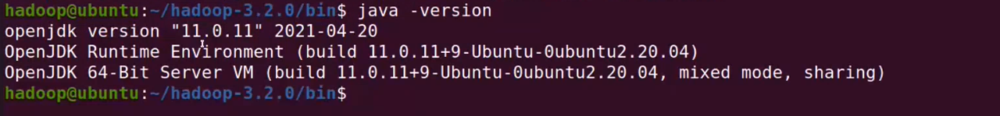 hadoop@ubuntu:~/hadoop-3.2.0/bin$ java -version
openjdk version "11.0.11" 2021-04-20
OpenJDK Runtime Environment (build 11.0.11+9-Ubuntu-0ubuntu2.20.04)
OpenJDK 64-Bit Server VM (build 11.0.11+9-Ubuntu-0ubuntu2.20.04, mixed mode, sharing)
hadoop@ubuntu:~/hadoop-3.2.0/bin$